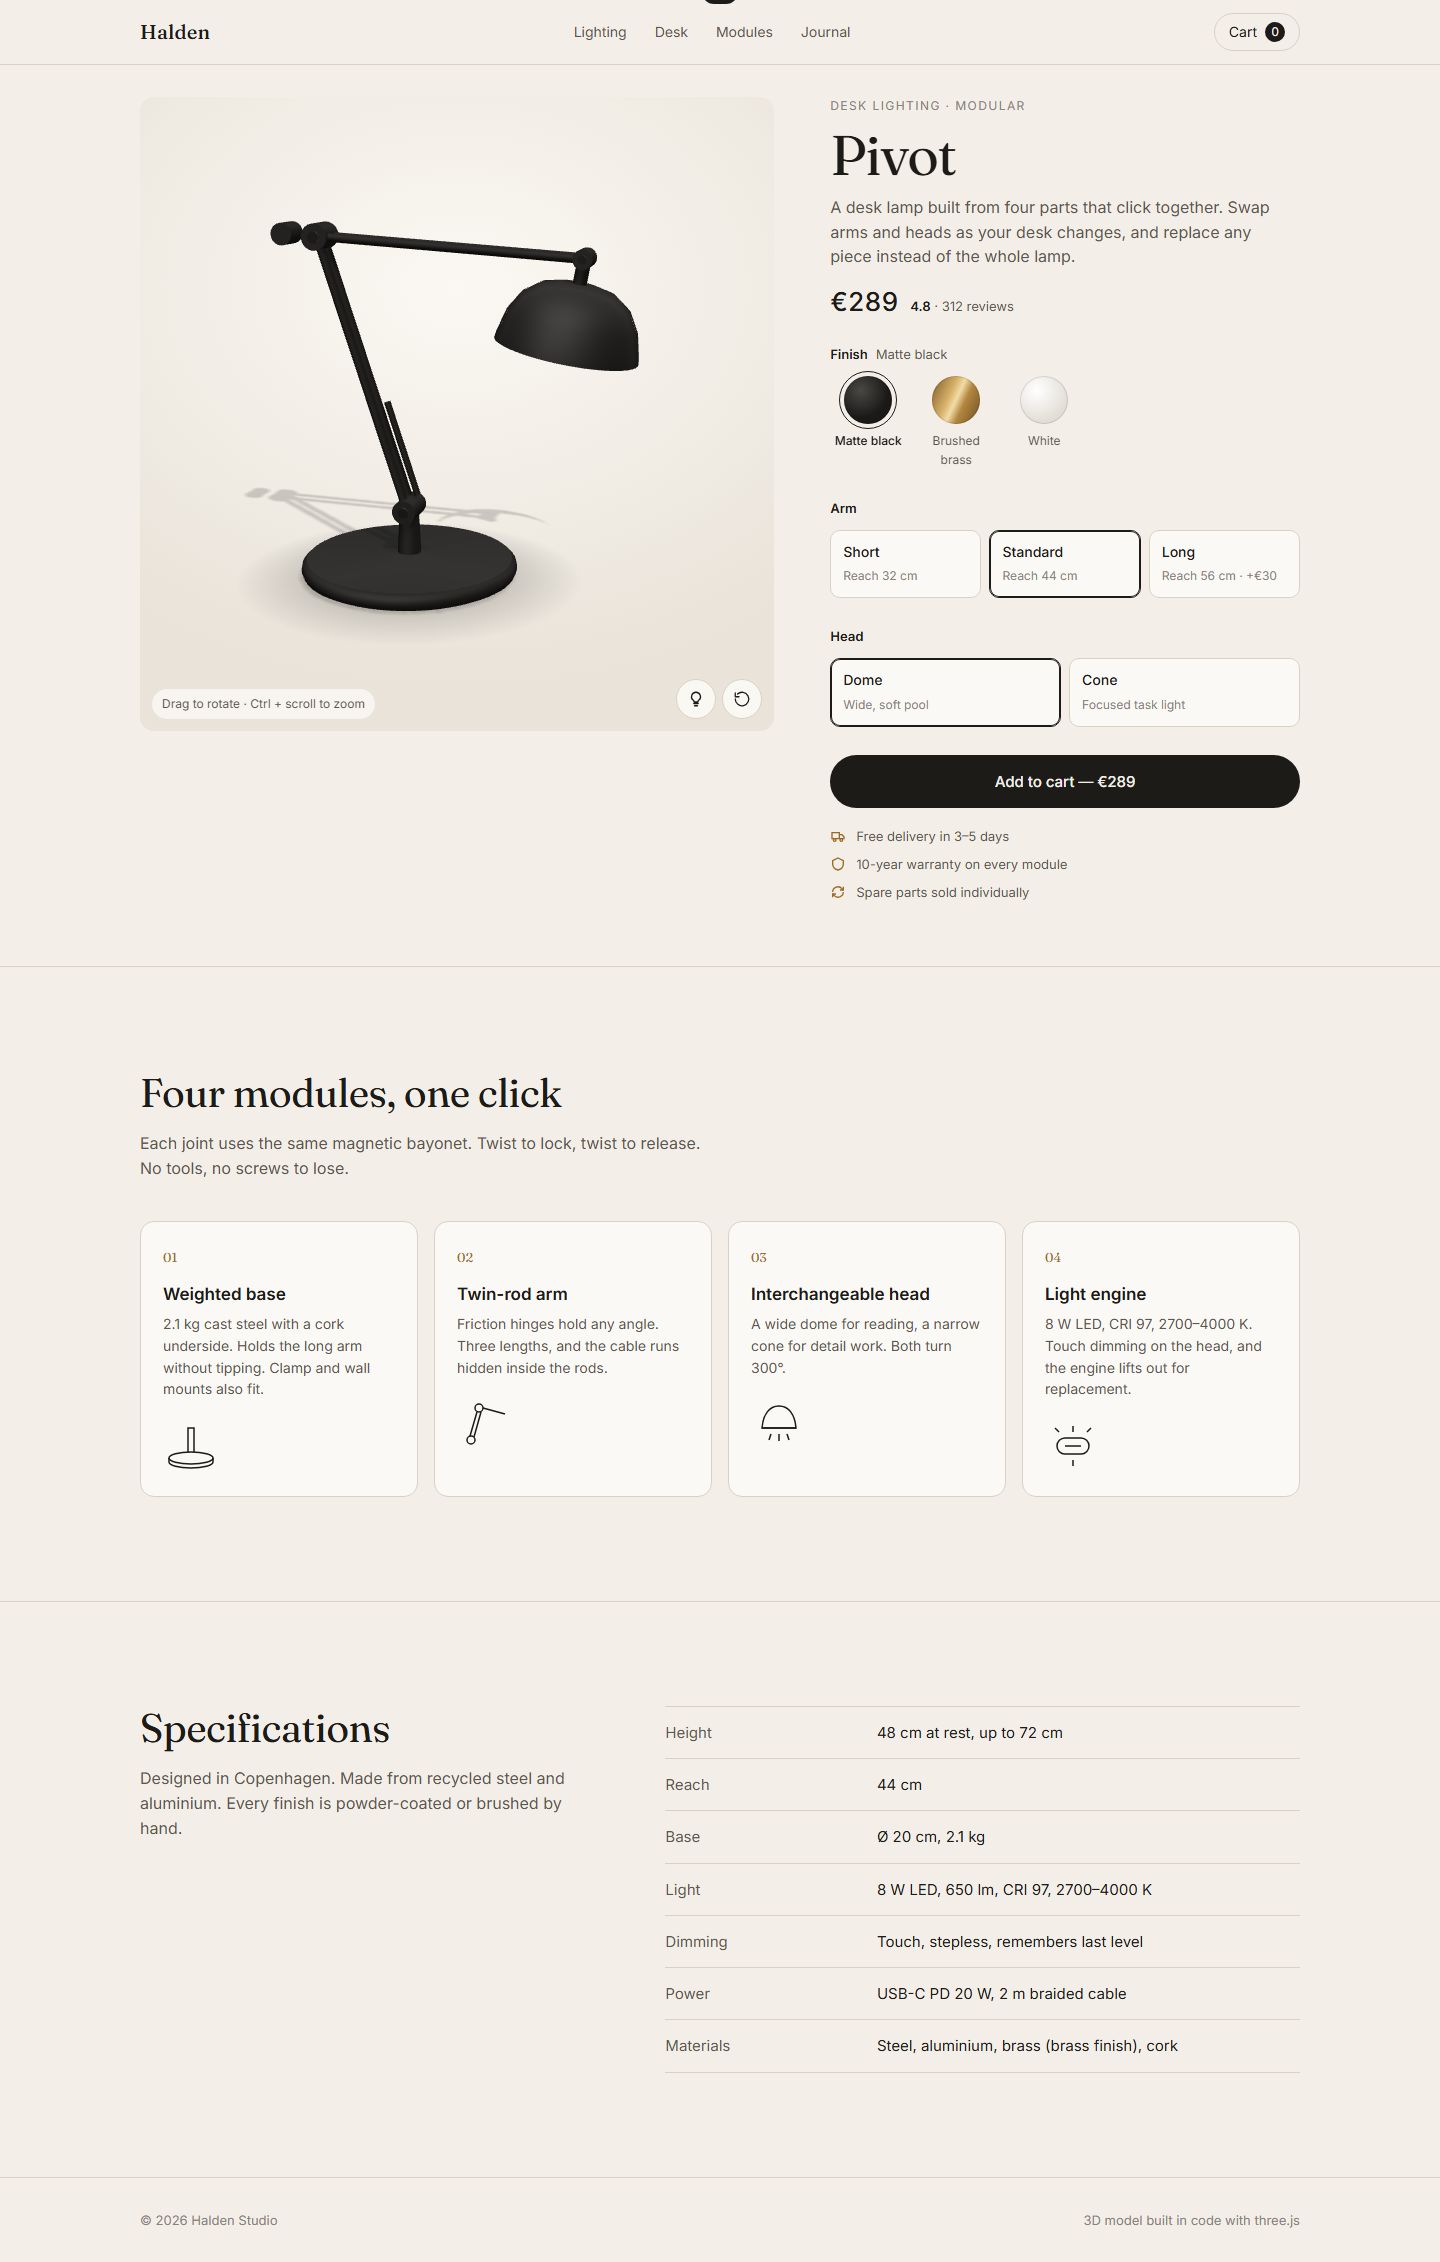 Halden
Lighting Desk Modules Journal
Cart 0
DESK LIGHTING · MODULAR
Pivot
A desk lamp built from four parts that click together. Swap
arms and heads as your desk changes, and replace any
piece instead of the whole lamp.
€289 4.8 · 312 reviews
Finish Matte black
Matte black
Brushed
brass
White
Arm
Short
Reach 32 cm
Standard
Reach 44 cm
Long
Reach 56 cm · +€30
Head
Dome
Wide, soft pool
Cone
Focused task light
Drag to rotate · Ctrl + scroll to zoom
Add to cart — €289
Free delivery in 3–5 days
10-year warranty on every module
Spare parts sold individually
Four modules, one click
Each joint uses the same magnetic bayonet. Twist to lock, twist to release.
No tools, no screws to lose.
01
Weighted base
2.1 kg cast steel with a cork
underside. Holds the long arm
without tipping. Clamp and wall
mounts also fit.
02
Twin-rod arm
Friction hinges hold any angle.
Three lengths, and the cable runs
hidden inside the rods.
03
Interchangeable head
A wide dome for reading, a narrow
cone for detail work. Both turn
300°.
04
Light engine
8 W LED, CRI 97, 2700–4000 K.
Touch dimming on the head, and
the engine lifts out for
replacement.
Specifications
Designed in Copenhagen. Made from recycled steel and
aluminium. Every finish is powder-coated or brushed by
hand.
Height 48 cm at rest, up to 72 cm
Reach 44 cm
Base Ø 20 cm, 2.1 kg
Light 8 W LED, 650 lm, CRI 97, 2700–4000 K
Dimming Touch, stepless, remembers last level
Power USB-C PD 20 W, 2 m braided cable
Materials Steel, aluminium, brass (brass finish), cork
© 2026 Halden Studio
3D model built in code with three.js